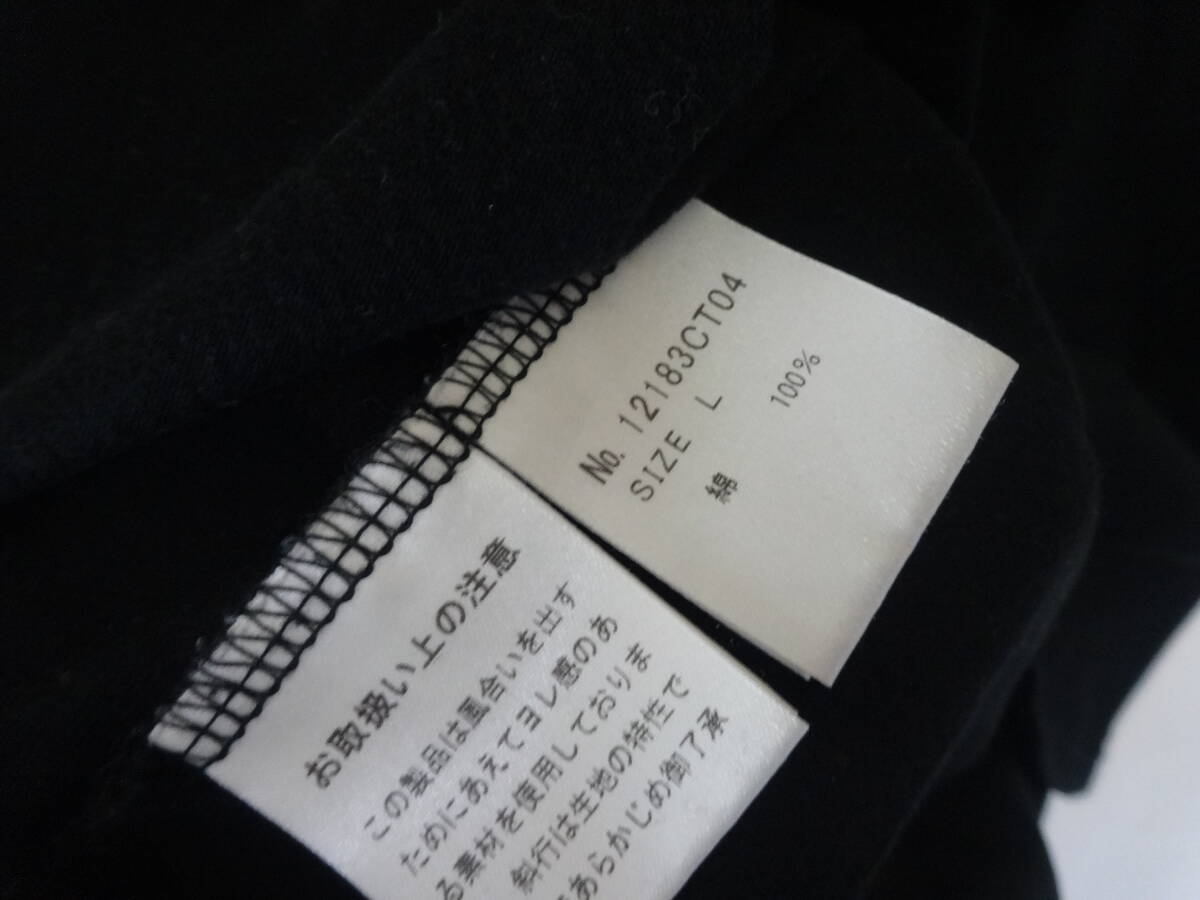 No. 12183CT04
SIZE L
綿 100%
お取扱い上の注意
この製品は風合いを出す
ためにあえてヨレ感のあ
る素材を使用しておりま
斜行は生地の特性で
あらかじめ御了承